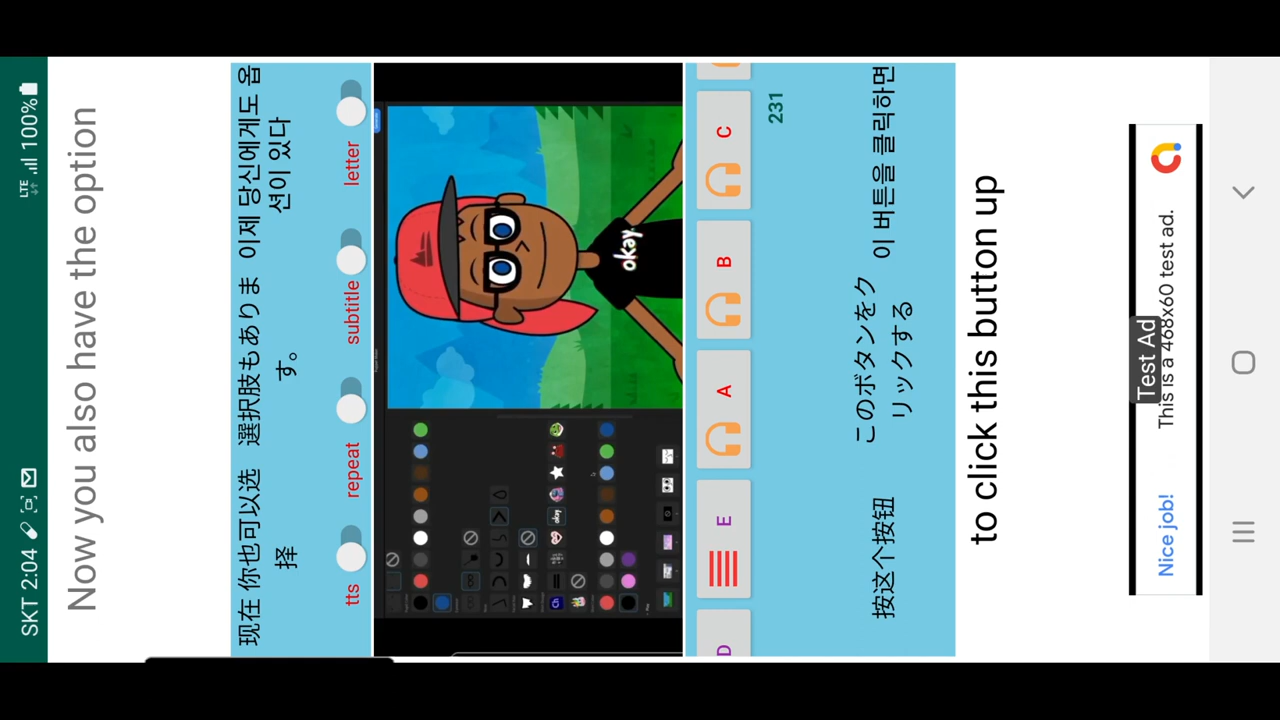 SKT 2:04
LTE 100%
Now you also have the option
现在 你也可以选
择
選択肢もありま
す。
이제 당신에게도 옵
션이 있다
tts
repeat
subtitle
letter
okay
D
E
A
B
C
231
按这个按钮
このボタンをク
リックする
이 버튼을 클릭하면
to click this button up
Test Ad
Nice job!
This is a 468x60 test ad.